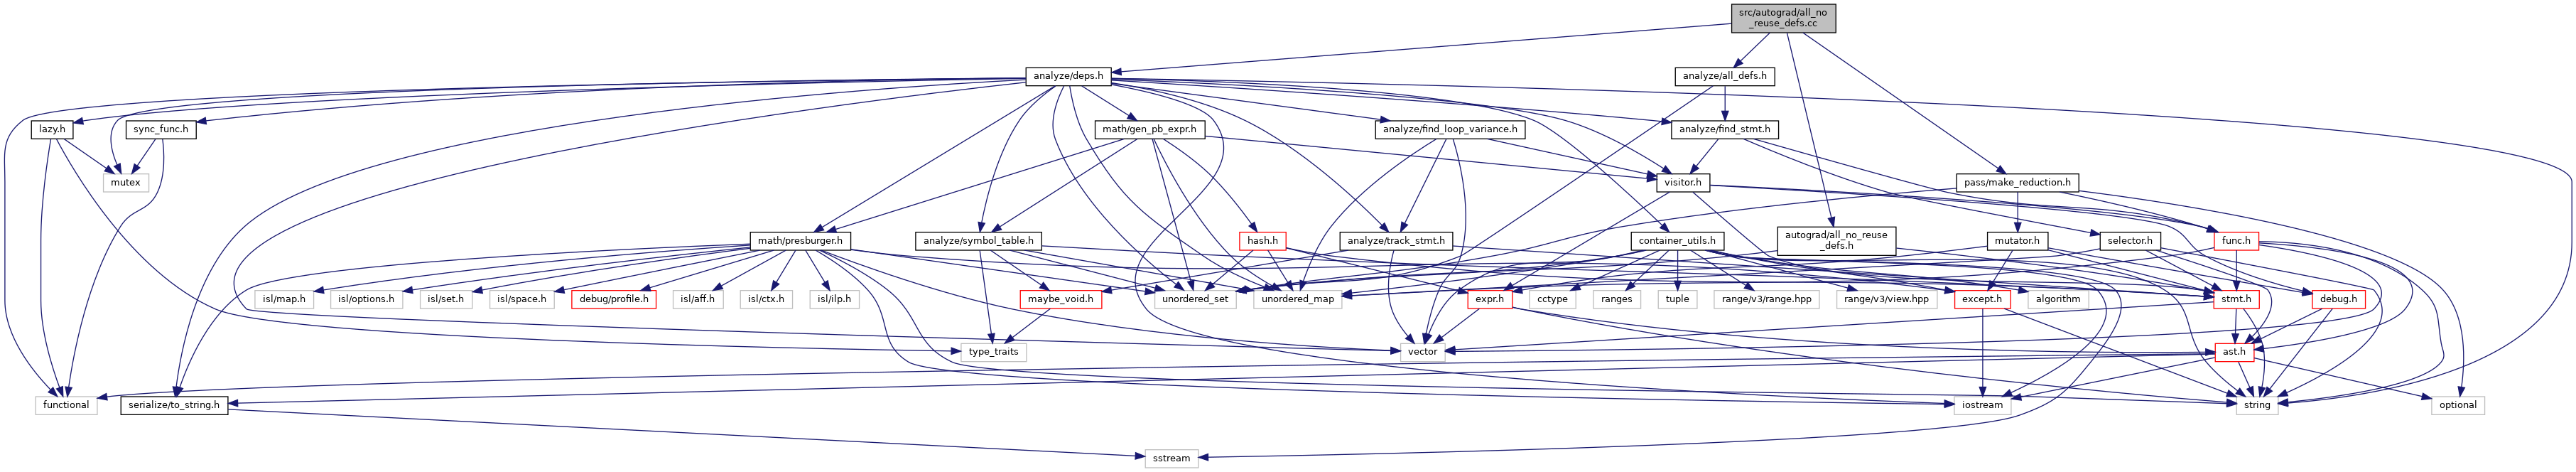 src/autograd/all_no
_reuse_defs.cc
analyze/deps.h
analyze/all_defs.h
lazy.h
sync_func.h
math/gen_pb_expr.h
analyze/find_loop_variance.h
analyze/find_stmt.h
mutex
visitor.h
pass/make_reduction.h
math/presburger.h
analyze/symbol_table.h
hash.h
analyze/track_stmt.h
container_utils.h
autograd/all_no_reuse
_defs.h
mutator.h
selector.h
func.h
isl/map.h
isl/options.h
isl/set.h
isl/space.h
debug/profile.h
isl/aff.h
isl/ctx.h
isl/ilp.h
maybe_void.h
unordered_set
unordered_map
expr.h
cctype
ranges
tuple
range/v3/range.hpp
range/v3/view.hpp
except.h
algorithm
stmt.h
debug.h
type_traits
vector
ast.h
functional
serialize/to_string.h
iostream
string
optional
sstream